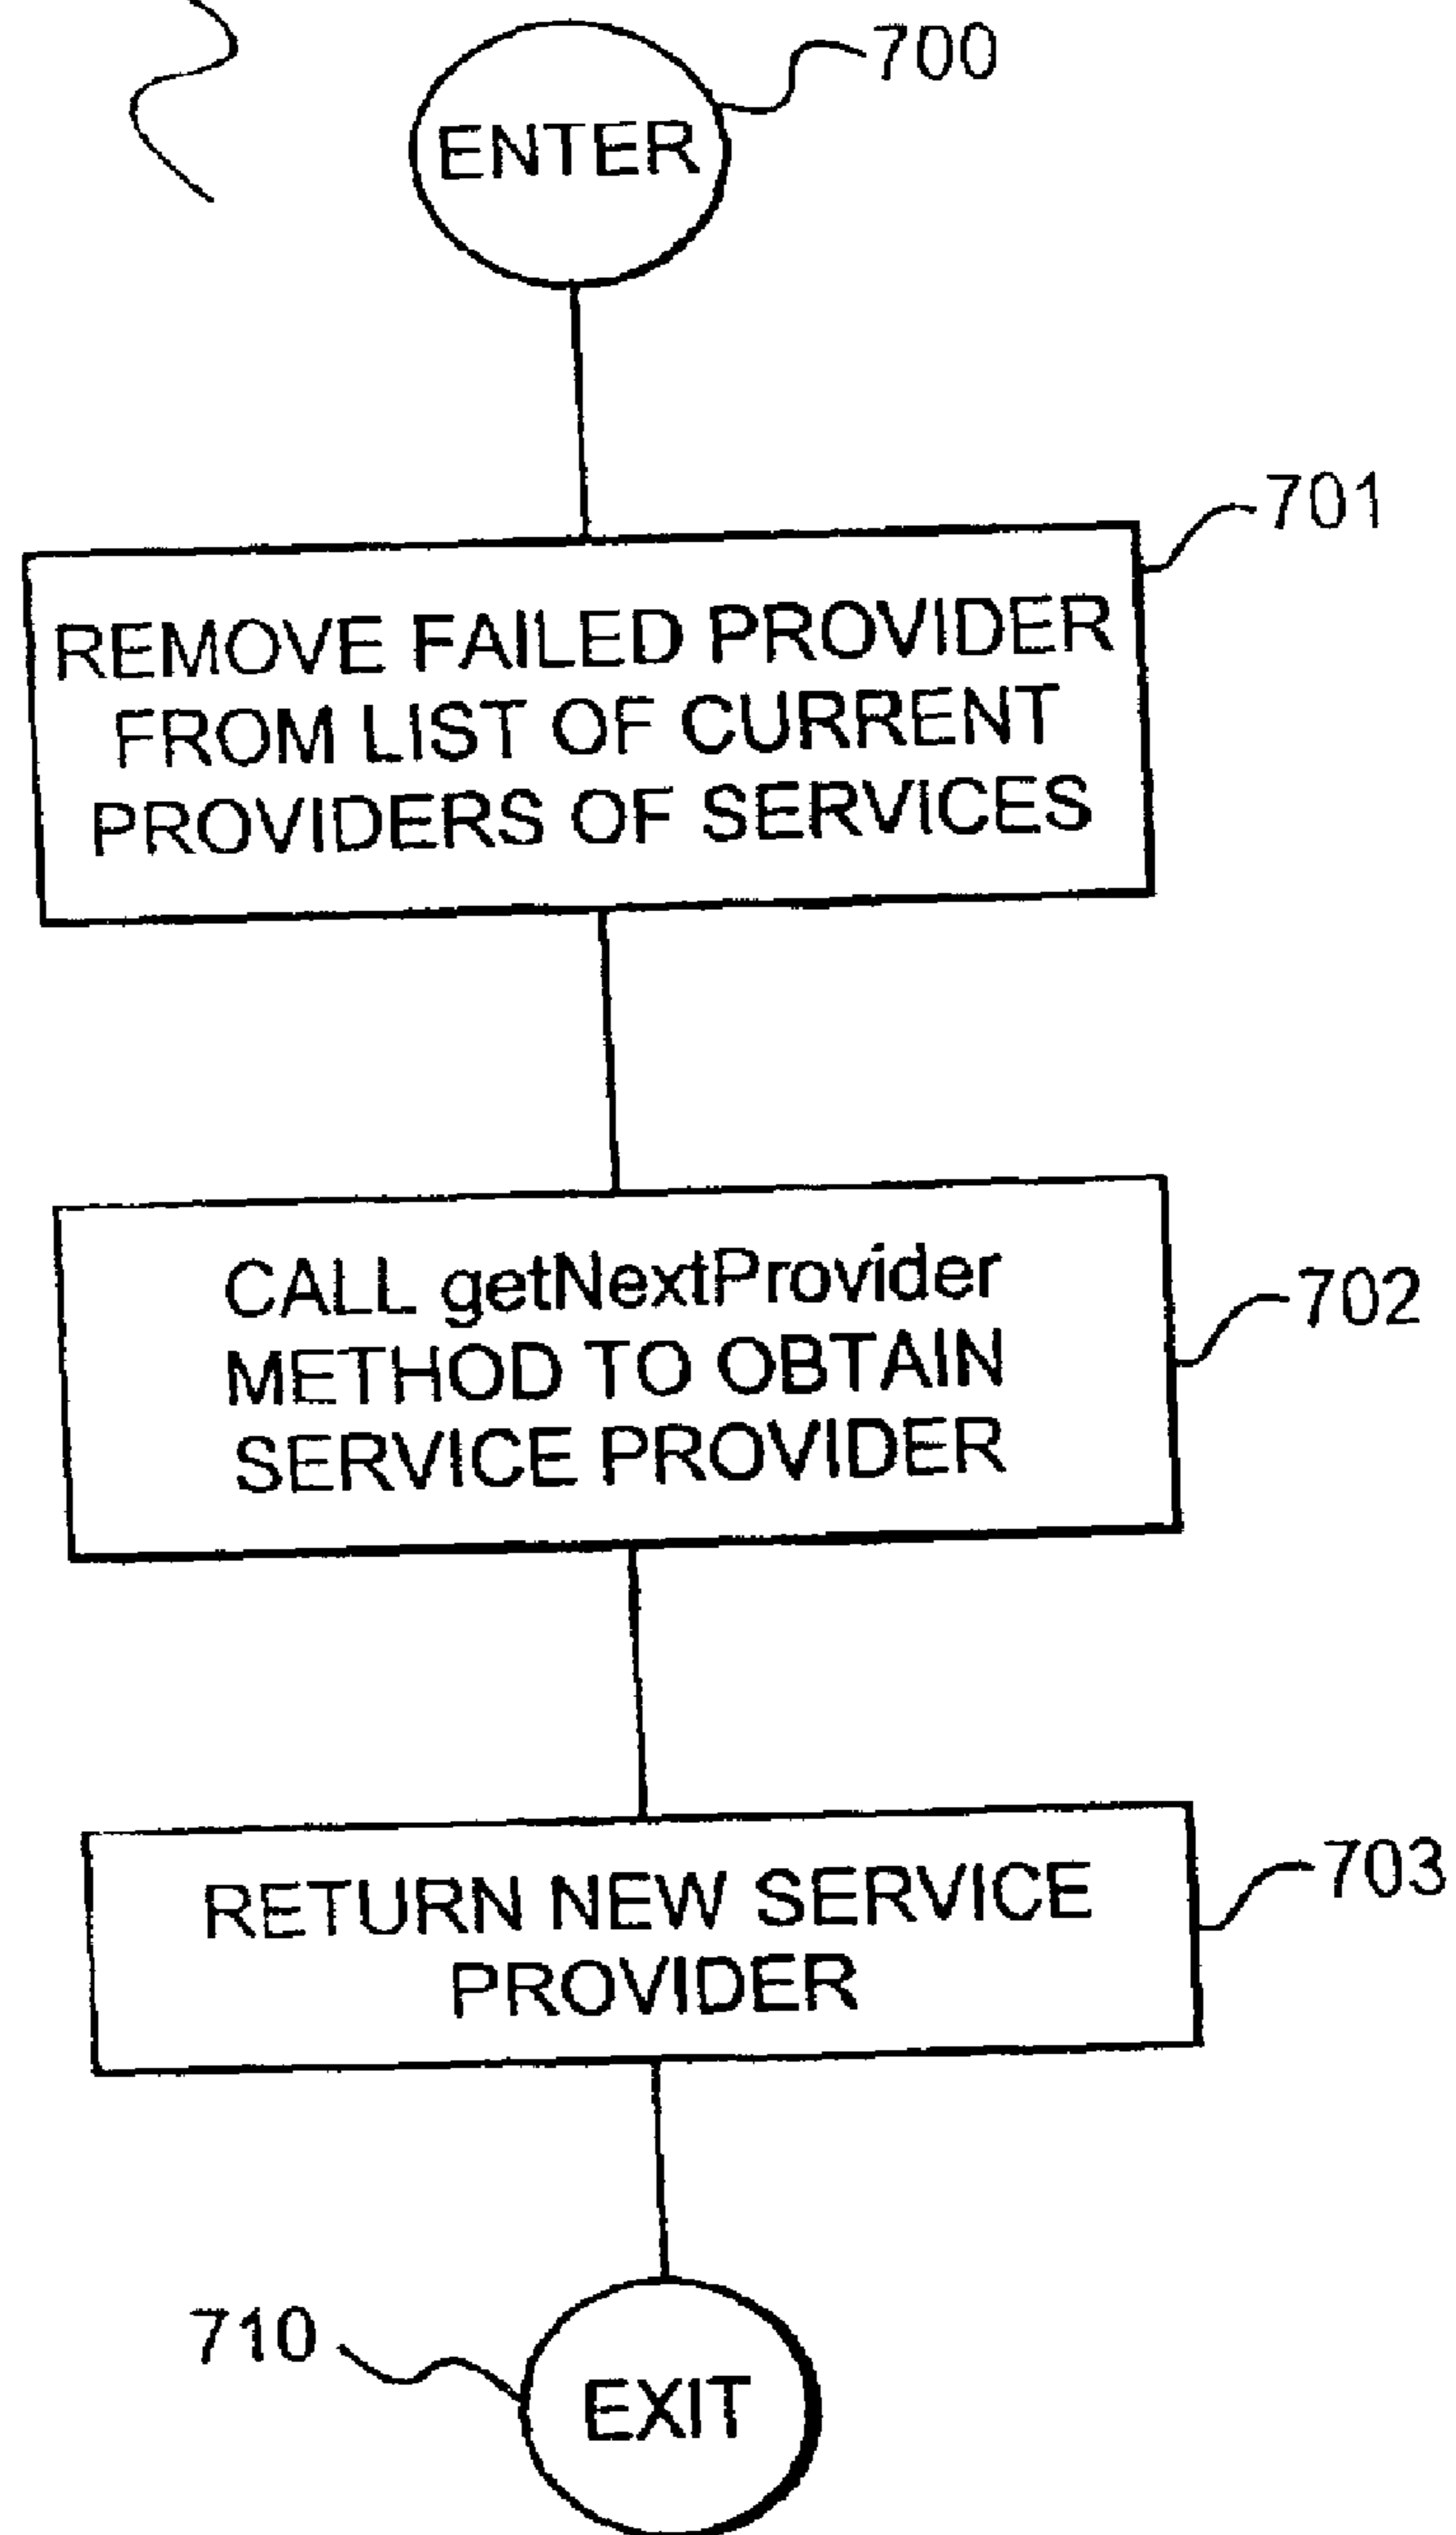 700
ENTER
701
REMOVE FAILED PROVIDER
FROM LIST OF CURRENT
PROVIDERS OF SERVICES
CALL getNextProvider
METHOD TO OBTAIN
SERVICE PROVIDER
702
RETURN NEW SERVICE
PROVIDER
703
710
EXIT